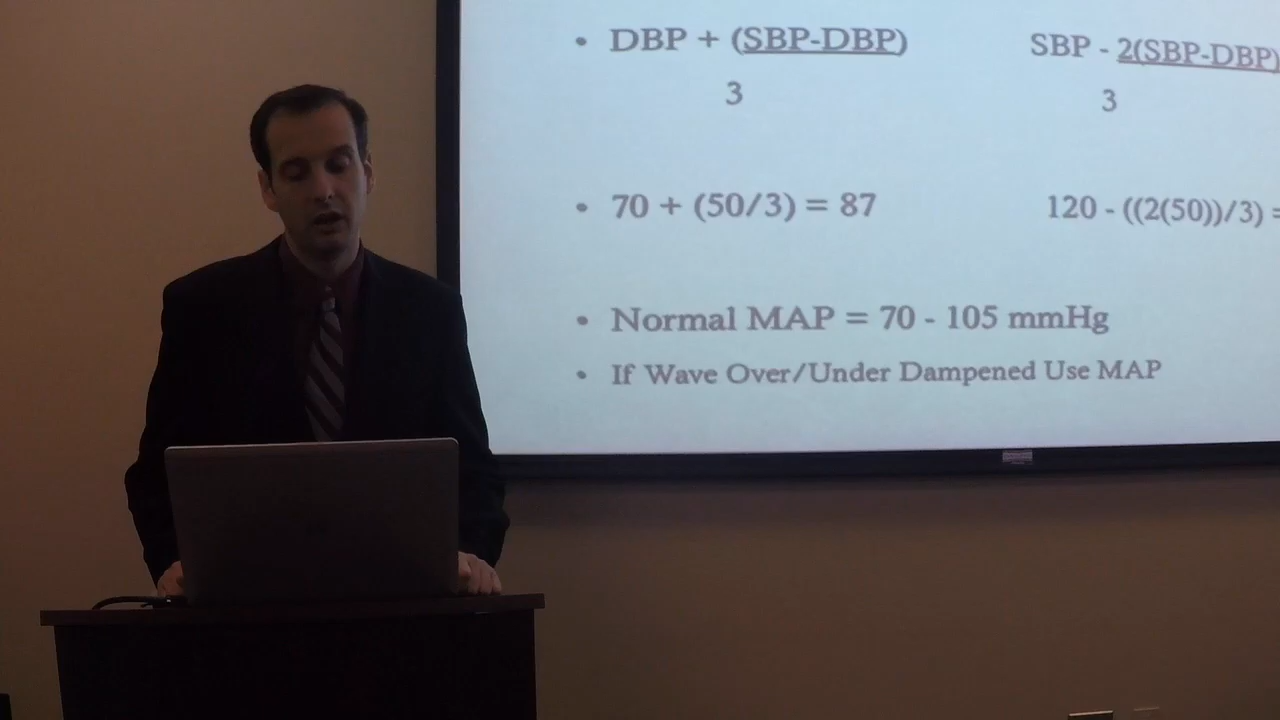 • DBP + (SBP-DBP)
3
SBP - 2(SBP-DBP)
3
• 70 + (50/3) = 87
120 - ((2(50))/3) =
• Normal MAP = 70 - 105 mmHg
• If Wave Over/Under Dampened Use MAP